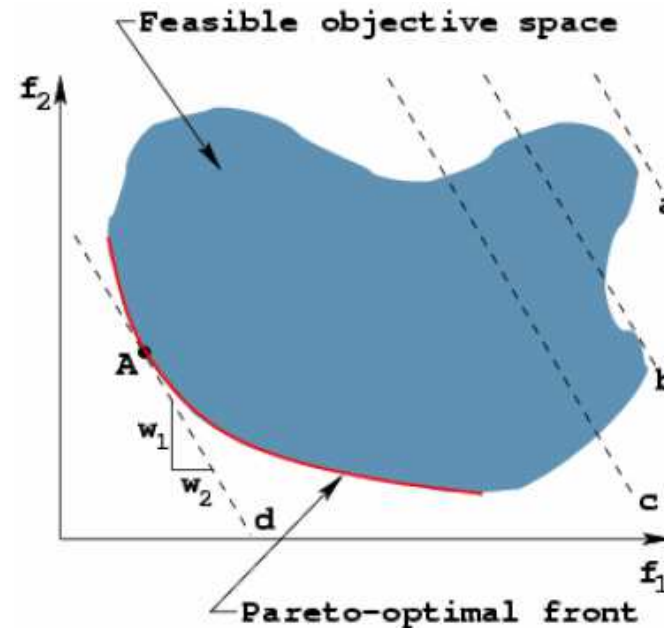 Feasible objective space
f2
a
A
b
w1
w2
c
d
f1
Pareto-optimal front